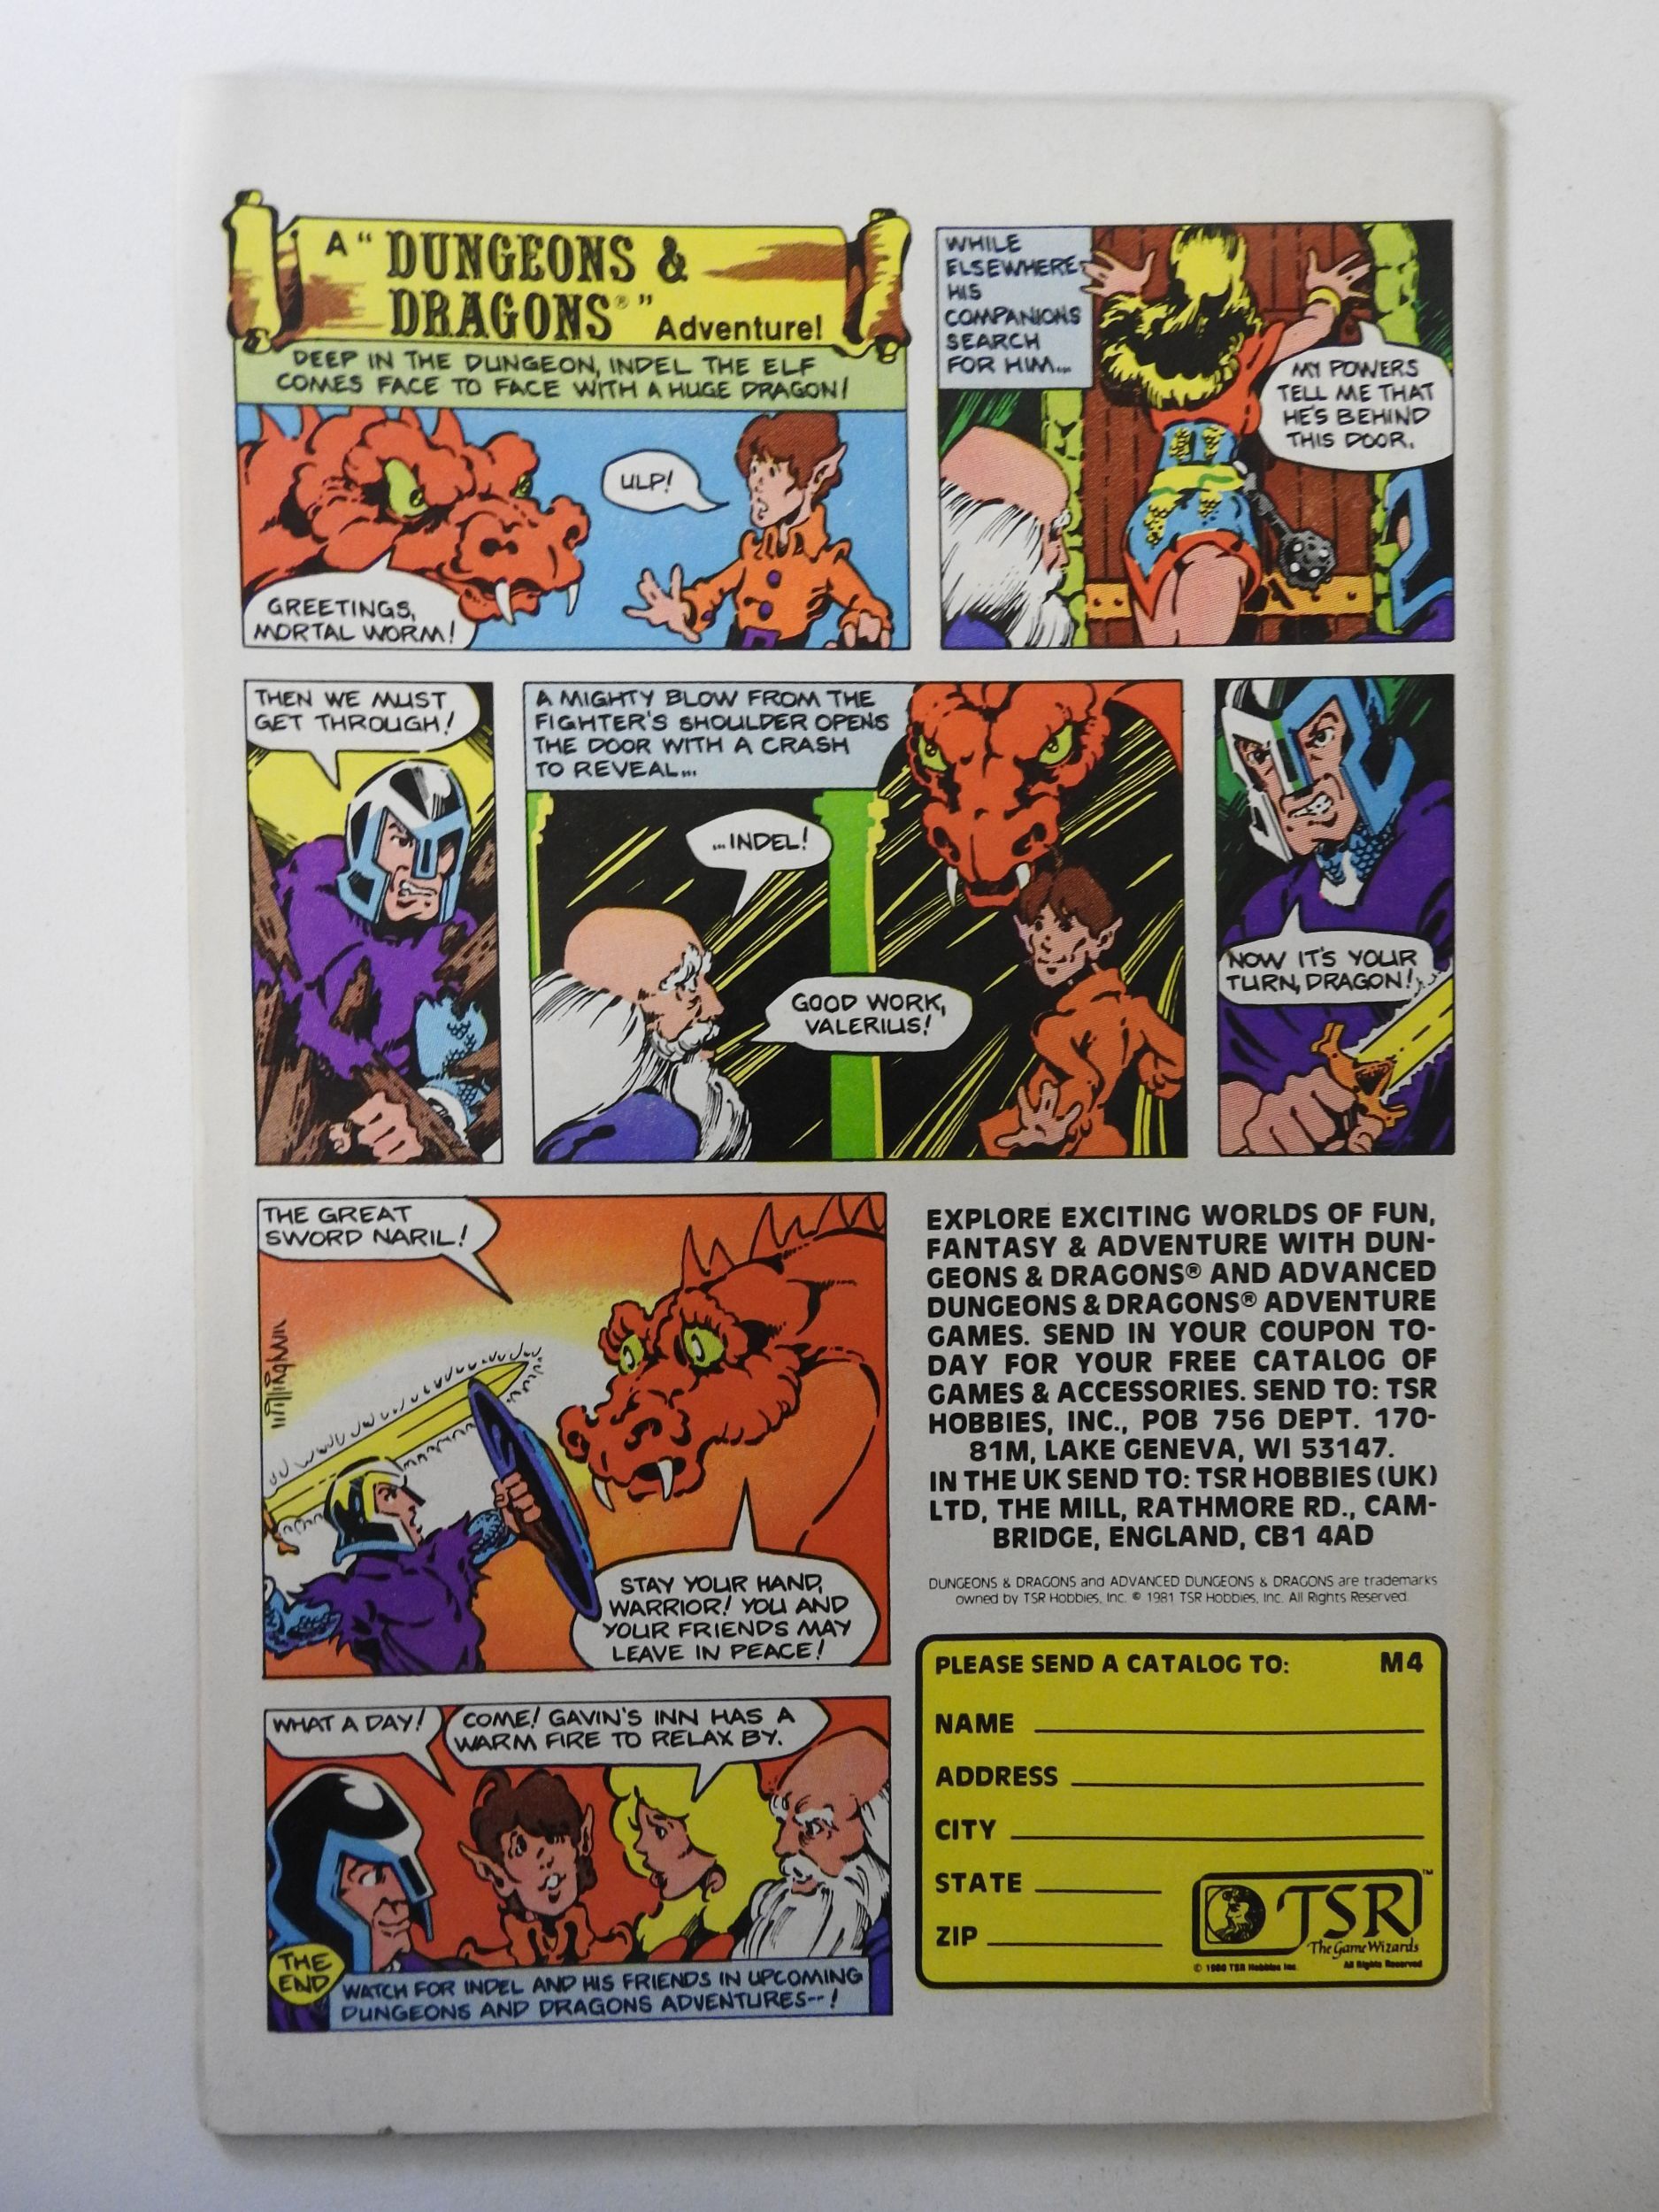 A "DUNGEONS &
DRAGONS®" Adventure!
DEEP IN THE DUNGEON, INDEL THE ELF
COMES FACE TO FACE WITH A HUGE DRAGON!
ULP!
GREETINGS,
MORTAL WORM!
WHILE
ELSEWHERE
HIS
COMPANIONS
SEARCH
FOR HIM...
MY POWERS
TELL ME THAT
HE'S BEHIND
THIS DOOR.
THEN WE MUST
GET THROUGH!
A MIGHTY BLOW FROM THE
FIGHTER'S SHOULDER OPENS
THE DOOR WITH A CRASH
TO REVEAL...
...INDEL!
GOOD WORK,
VALERIUS!
NOW IT'S YOUR
TURN, DRAGON!
THE GREAT
SWORD NARIL!
Willingham
STAY YOUR HAND,
WARRIOR! YOU AND
YOUR FRIENDS MAY
LEAVE IN PEACE!
WHAT A DAY!
COME! GAVIN'S INN HAS A
WARM FIRE TO RELAX BY.
THE
END
WATCH FOR INDEL AND HIS FRIENDS IN UPCOMING
DUNGEONS AND DRAGONS ADVENTURES--!
EXPLORE EXCITING WORLDS OF FUN,
FANTASY & ADVENTURE WITH DUN-
GEONS & DRAGONS® AND ADVANCED
DUNGEONS & DRAGONS® ADVENTURE
GAMES. SEND IN YOUR COUPON TO-
DAY FOR YOUR FREE CATALOG OF
GAMES & ACCESSORIES. SEND TO: TSR
HOBBIES, INC., POB 756 DEPT. 170-
81M, LAKE GENEVA, WI 53147.
IN THE UK SEND TO: TSR HOBBIES (UK)
LTD, THE MILL, RATHMORE RD., CAM-
BRIDGE, ENGLAND, CB1 4AD
DUNGEONS & DRAGONS and ADVANCED DUNGEONS & DRAGONS are trademarks
owned by TSR Hobbies, Inc. © 1981 TSR Hobbies, Inc. All Rights Reserved.
PLEASE SEND A CATALOG TO: M4
NAME
ADDRESS
CITY
STATE
ZIP
TSR™
The Game Wizards
© 1980 TSR Hobbies Inc. All Rights Reserved